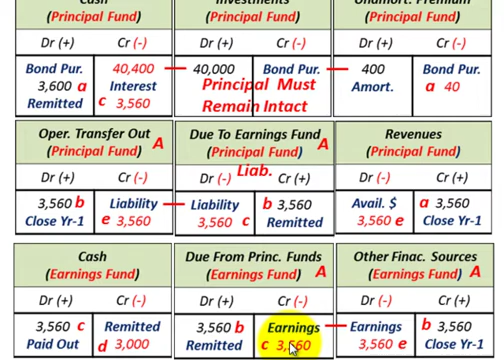 Cash Investments Unamort. Premium
(Principal Fund) (Principal Fund) (Principal Fund)
Dr (+) Cr (-) Dr (+) Cr (-) Dr (+) Cr (-)
Bond Pur. 40,400 40,000 Bond Pur. 400 Bond Pur.
3,600 a Interest Principal Must Amort. a 40
Remitted c 3,560 Remain Intact
Oper. Transfer Out A Due To Earnings Fund A Revenues
(Principal Fund) (Principal Fund) (Principal Fund)
Dr (+) Cr (-) Dr (-) Liab. Cr (+) Dr (-) Cr (+)
3,560 b Liability Liability b 3,560 Avail. $ a 3,560
Close Yr-1 e 3,560 3,560 c Remitted 3,560 e Close Yr-1
Cash Due From Princ. Funds Other Finac. Sources
(Earnings Fund) (Earnings Fund) A (Earnings Fund) A
Dr (+) Cr (-) Dr (+) Cr (-) Dr (-) Cr (+)
3,560 c Remitted 3,560 b Earnings Earnings b 3,560
Paid Out d 3,000 Remitted c 3,560 3,560 e Close Yr-1